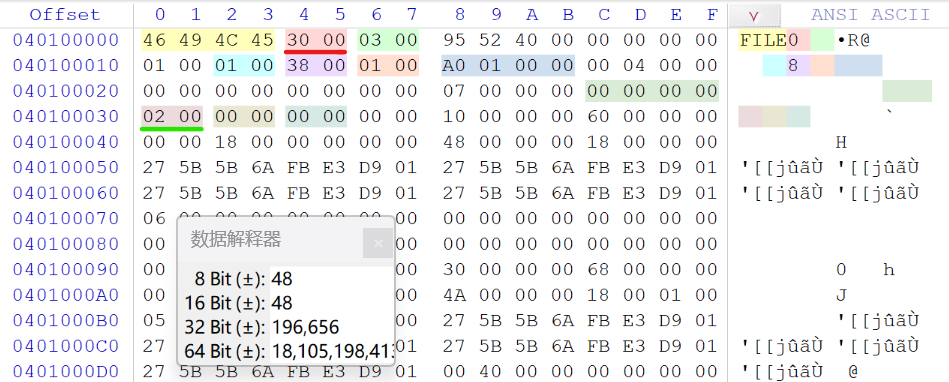 Offset 0 1 2 3 4 5 6 7 8 9 A B C D E F ANSI ASCII
040100000 46 49 4C 45 30 00 03 00 95 52 40 00 00 00 00 00 FILE0 •R@
040100010 01 00 01 00 38 00 01 00 A0 01 00 00 00 04 00 00 8
040100020 00 00 00 00 00 00 00 00 07 00 00 00 00 00 00 00
040100030 02 00 00 00 00 00 00 00 10 00 00 00 60 00 00 00 `
040100040 00 00 18 00 00 00 00 00 48 00 00 00 18 00 00 00 H
040100050 27 5B 5B 6A FB E3 D9 01 27 5B 5B 6A FB E3 D9 01 '[[jûãÙ '[[jûãÙ
040100060 27 5B 5B 6A FB E3 D9 01 27 5B 5B 6A FB E3 D9 01 '[[jûãÙ '[[jûãÙ
040100070 06 00 00 00 00 00 00 00 00 00 00 00 00 00 00 00
040100080 00 00 00 00 00 00 00 00 00
040100090 00 30 00 00 00 68 00 00 00 0 h
0401000A0 00 4A 00 00 00 18 00 01 00 J
0401000B0 05 00 27 5B 5B 6A FB E3 D9 01 '[[jûãÙ
0401000C0 27 01 27 5B 5B 6A FB E3 D9 01 '[[jûãÙ '[[jûãÙ
0401000D0 27 5B 5B 6A FB E3 D9 01 00 40 00 00 00 00 00 00 '[[jûãÙ @
数据解释器 ×
8 Bit (±): 48
16 Bit (±): 48
32 Bit (±): 196,656
64 Bit (±): 18,105,198,413